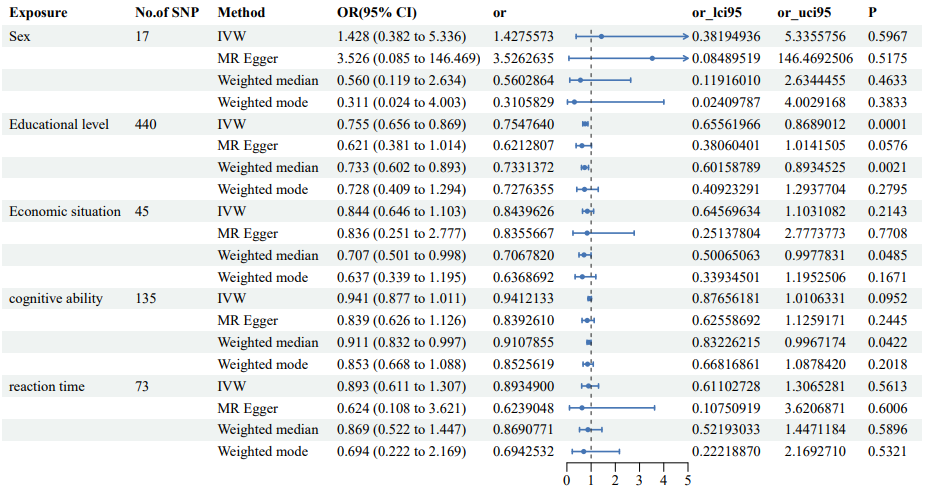 Exposure No.of SNP Method OR(95% CI) or or_lci95 or_uci95 P
Sex 17 IVW 1.428 (0.382 to 5.336) 1.4275573 0.38194936 5.3355756 0.5967
MR Egger 3.526 (0.085 to 146.469) 3.5262635 0.08489519 146.4692506 0.5175
Weighted median 0.560 (0.119 to 2.634) 0.5602864 0.11916010 2.6344455 0.4633
Weighted mode 0.311 (0.024 to 4.003) 0.3105829 0.02409787 4.0029168 0.3833
Educational level 440 IVW 0.755 (0.656 to 0.869) 0.7547640 0.65561966 0.8689012 0.0001
MR Egger 0.621 (0.381 to 1.014) 0.6212807 0.38060401 1.0141505 0.0576
Weighted median 0.733 (0.602 to 0.893) 0.7331372 0.60158789 0.8934525 0.0021
Weighted mode 0.728 (0.409 to 1.294) 0.7276355 0.40923291 1.2937704 0.2795
Economic situation 45 IVW 0.844 (0.646 to 1.103) 0.8439626 0.64569634 1.1031082 0.2143
MR Egger 0.836 (0.251 to 2.777) 0.8355667 0.25137804 2.7773773 0.7708
Weighted median 0.707 (0.501 to 0.998) 0.7067820 0.50065063 0.9977831 0.0485
Weighted mode 0.637 (0.339 to 1.195) 0.6368692 0.33934501 1.1952506 0.1671
cognitive ability 135 IVW 0.941 (0.877 to 1.011) 0.9412133 0.87656181 1.0106331 0.0952
MR Egger 0.839 (0.626 to 1.126) 0.8392610 0.62558692 1.1259171 0.2445
Weighted median 0.911 (0.832 to 0.997) 0.9107855 0.83226215 0.9967174 0.0422
Weighted mode 0.853 (0.668 to 1.088) 0.8525619 0.66816861 1.0878420 0.2018
reaction time 73 IVW 0.893 (0.611 to 1.307) 0.8934900 0.61102728 1.3065281 0.5613
MR Egger 0.624 (0.108 to 3.621) 0.6239048 0.10750919 3.6206871 0.6006
Weighted median 0.869 (0.522 to 1.447) 0.8690771 0.52193033 1.4471184 0.5896
Weighted mode 0.694 (0.222 to 2.169) 0.6942532 0.22218870 2.1692710 0.5321
0 1 2 3 4 5